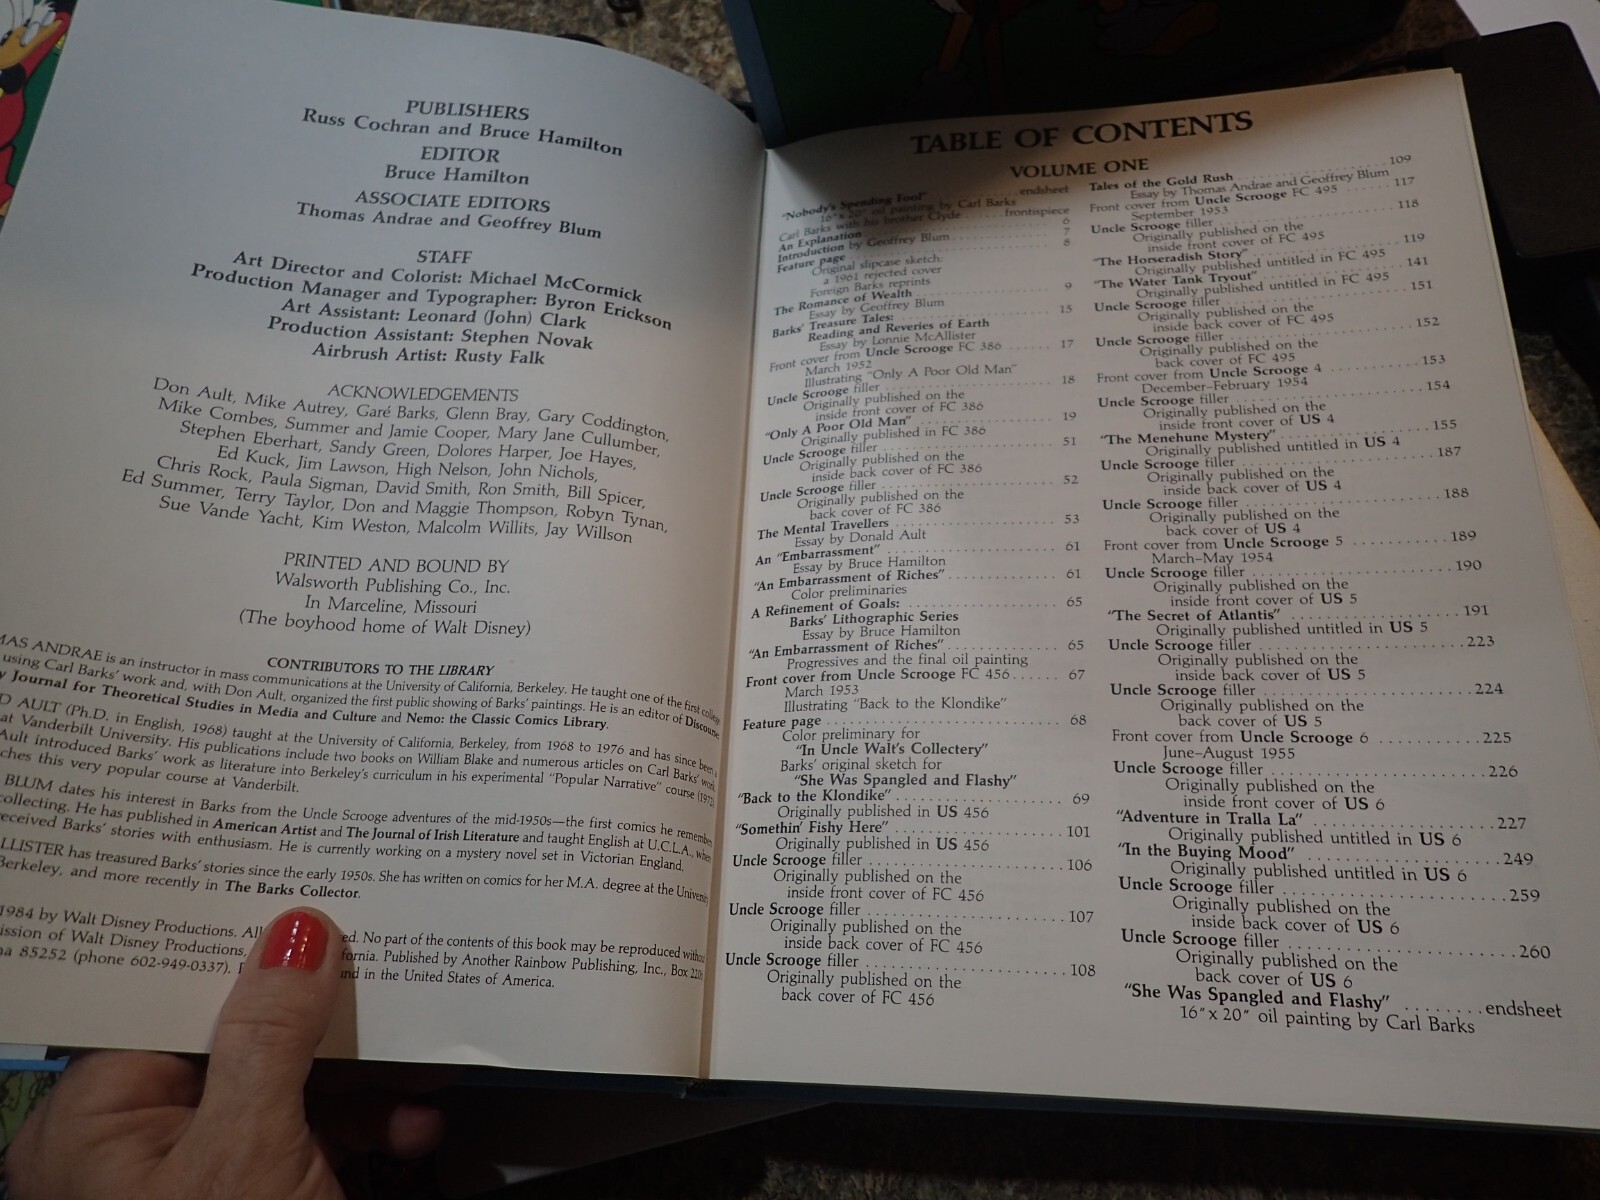 PUBLISHERS
Russ Cochran and Bruce Hamilton
EDITOR
Bruce Hamilton
ASSOCIATE EDITORS
Thomas Andrae and Geoffrey Blum
STAFF
Art Director and Colorist: Michael McCormick
Production Manager and Typographer: Byron Erickson
Art Assistant: Leonard (John) Clark
Production Assistant: Stephen Novak
Airbrush Artist: Rusty Falk
ACKNOWLEDGEMENTS
Don Ault, Mike Autrey, Garé Barks, Glenn Bray, Gary Coddington,
Mike Combes, Summer and Jamie Cooper, Mary Jane Cullumber,
Stephen Eberhart, Sandy Green, Dolores Harper, Joe Hayes,
Ed Kuck, Jim Lawson, High Nelson, John Nichols,
Chris Rock, Paula Sigman, David Smith, Ron Smith, Bill Spicer,
Ed Summer, Terry Taylor, Don and Maggie Thompson, Robyn Tynan,
Sue Vande Yacht, Kim Weston, Malcolm Willits, Jay Willson
PRINTED AND BOUND BY
Walsworth Publishing Co., Inc.
In Marceline, Missouri
(The boyhood home of Walt Disney)
CONTRIBUTORS TO THE LIBRARY
MAS ANDRAE is an instructor in mass communications at the University of California, Berkeley. He taught one of the first college
using Carl Barks' work and, with Don Ault, organized the first public showing of Barks' paintings. He is an editor of Discourse
y Journal for Theoretical Studies in Media and Culture and Nemo: the Classic Comics Library.
D AULT (Ph.D. in English, 1968) taught at the University of California, Berkeley, from 1968 to 1976 and has since been a
at Vanderbilt University. His publications include two books on William Blake and numerous articles on Carl Barks' work.
Ault introduced Barks' work as literature into Berkeley's curriculum in his experimental "Popular Narrative" course (1972)
ches this very popular course at Vanderbilt.
BLUM dates his interest in Barks from the Uncle Scrooge adventures of the mid-1950s—the first comics he remembers
collecting. He has published in American Artist and The Journal of Irish Literature and taught English at U.C.L.A., where
received Barks' stories with enthusiasm. He is currently working on a mystery novel set in Victorian England.
LLISTER has treasured Barks' stories since the early 1950s. She has written on comics for her M.A. degree at the University
Berkeley, and more recently in The Barks Collector.
1984 by Walt Disney Productions. All ed. No part of the contents of this book may be reproduced without
ission of Walt Disney Productions, fornia. Published by Another Rainbow Publishing, Inc., Box
na 85252 (phone 602-949-0337). nd in the United States of America.
TABLE OF CONTENTS
VOLUME ONE
"Nobody's Spending Fool" endsheet
16"x20" oil painting by Carl Barks
Carl Barks with his brother Clyde ...... frontispiece
An Explanation 6
Introduction by Geoffrey Blum 7
Feature page 8
Original slipcase sketch:
a 1961 rejected cover
Foreign Barks reprints
The Romance of Wealth 9
Essay by Geoffrey Blum
Barks' Treasure Tales: 15
Reading and Reveries of Earth
Essay by Lonnie McAllister
Front cover from Uncle Scrooge FC 386 ...... 17
March 1952
Illustrating "Only A Poor Old Man"
Uncle Scrooge filler 18
Originally published on the
inside front cover of FC 386
"Only A Poor Old Man" 19
Originally published in FC 386
Uncle Scrooge filler 51
Originally published on the
inside back cover of FC 386
Uncle Scrooge filler 52
Originally published on the
back cover of FC 386
The Mental Travellers 53
Essay by Donald Ault
An "Embarrassment" 61
Essay by Bruce Hamilton
"An Embarrassment of Riches" 61
Color preliminaries
A Refinement of Goals: 65
Barks' Lithographic Series
Essay by Bruce Hamilton
"An Embarrassment of Riches" 65
Progressives and the final oil painting
Front cover from Uncle Scrooge FC 456 ...... 67
March 1953
Illustrating "Back to the Klondike"
Feature page 68
Color preliminary for
"In Uncle Walt's Collectery"
Barks' original sketch for
"She Was Spangled and Flashy"
"Back to the Klondike" 69
Originally published in US 456
"Somethin' Fishy Here" 101
Originally published in US 456
Uncle Scrooge filler 106
Originally published on the
inside front cover of FC 456
Uncle Scrooge filler 107
Originally published on the
inside back cover of FC 456
Uncle Scrooge filler 108
Originally published on the
back cover of FC 456
Tales of the Gold Rush 109
Essay by Thomas Andrae and Geoffrey Blum
Front cover from Uncle Scrooge FC 495 ...... 117
September 1953
Uncle Scrooge filler 118
Originally published on the
inside front cover of FC 495
"The Horseradish Story" 119
Originally published untitled in FC 495
"The Water Tank Tryout" 141
Originally published untitled in FC 495
Uncle Scrooge filler 151
Originally published on the
inside back cover of FC 495
Uncle Scrooge filler 152
Originally published on the
back cover of FC 495
Front cover from Uncle Scrooge 4 153
December–February 1954
Uncle Scrooge filler 154
Originally published on the
inside front cover of US 4
"The Menehune Mystery" 155
Originally published untitled in US 4
Uncle Scrooge filler 187
Originally published on the
inside back cover of US 4
Uncle Scrooge filler 188
Originally published on the
back cover of US 4
Front cover from Uncle Scrooge 5 189
March–May 1954
Uncle Scrooge filler 190
Originally published on the
inside front cover of US 5
"The Secret of Atlantis" 191
Originally published untitled in US 5
Uncle Scrooge filler 223
Originally published on the
inside back cover of US 5
Uncle Scrooge filler 224
Originally published on the
back cover of US 5
Front cover from Uncle Scrooge 6 225
June–August 1955
Uncle Scrooge filler 226
Originally published on the
inside front cover of US 6
"Adventure in Tralla La" 227
Originally published untitled in US 6
"In the Buying Mood" 249
Originally published untitled in US 6
Uncle Scrooge filler 259
Originally published on the
inside back cover of US 6
Uncle Scrooge filler 260
Originally published on the
back cover of US 6
"She Was Spangled and Flashy" ........ endsheet
16"x 20" oil painting by Carl Barks